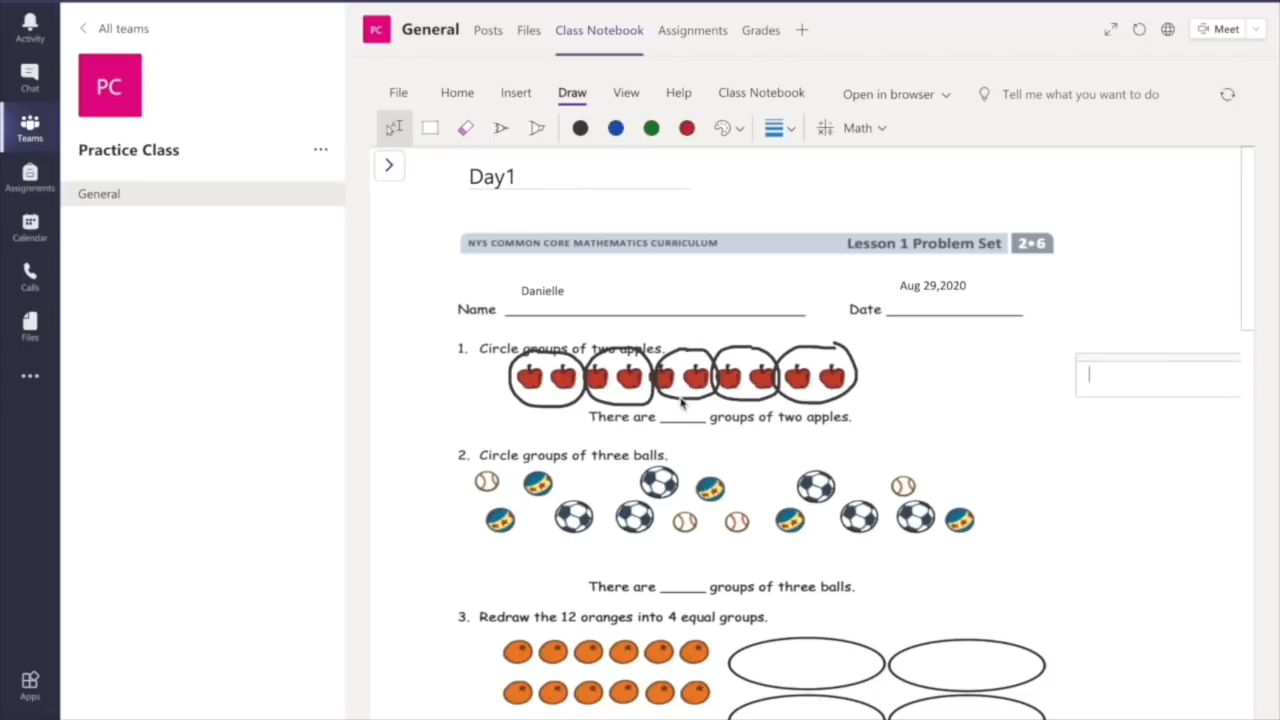 Activity
Chat
Teams
Assignments
Calendar
Calls
Files
Apps
All teams
PC
Practice Class
General
PC General Posts Files Class Notebook Assignments Grades
Meet
File Home Insert Draw View Help Class Notebook Open in browser Tell me what you want to do
Math
Day1
NYS COMMON CORE MATHEMATICS CURRICULUM Lesson 1 Problem Set 2•6
Danielle Aug 29,2020
Name Date
1. Circle groups of two apples.
There are ______ groups of two apples.
2. Circle groups of three balls.
There are ______ groups of three balls.
3. Redraw the 12 oranges into 4 equal groups.